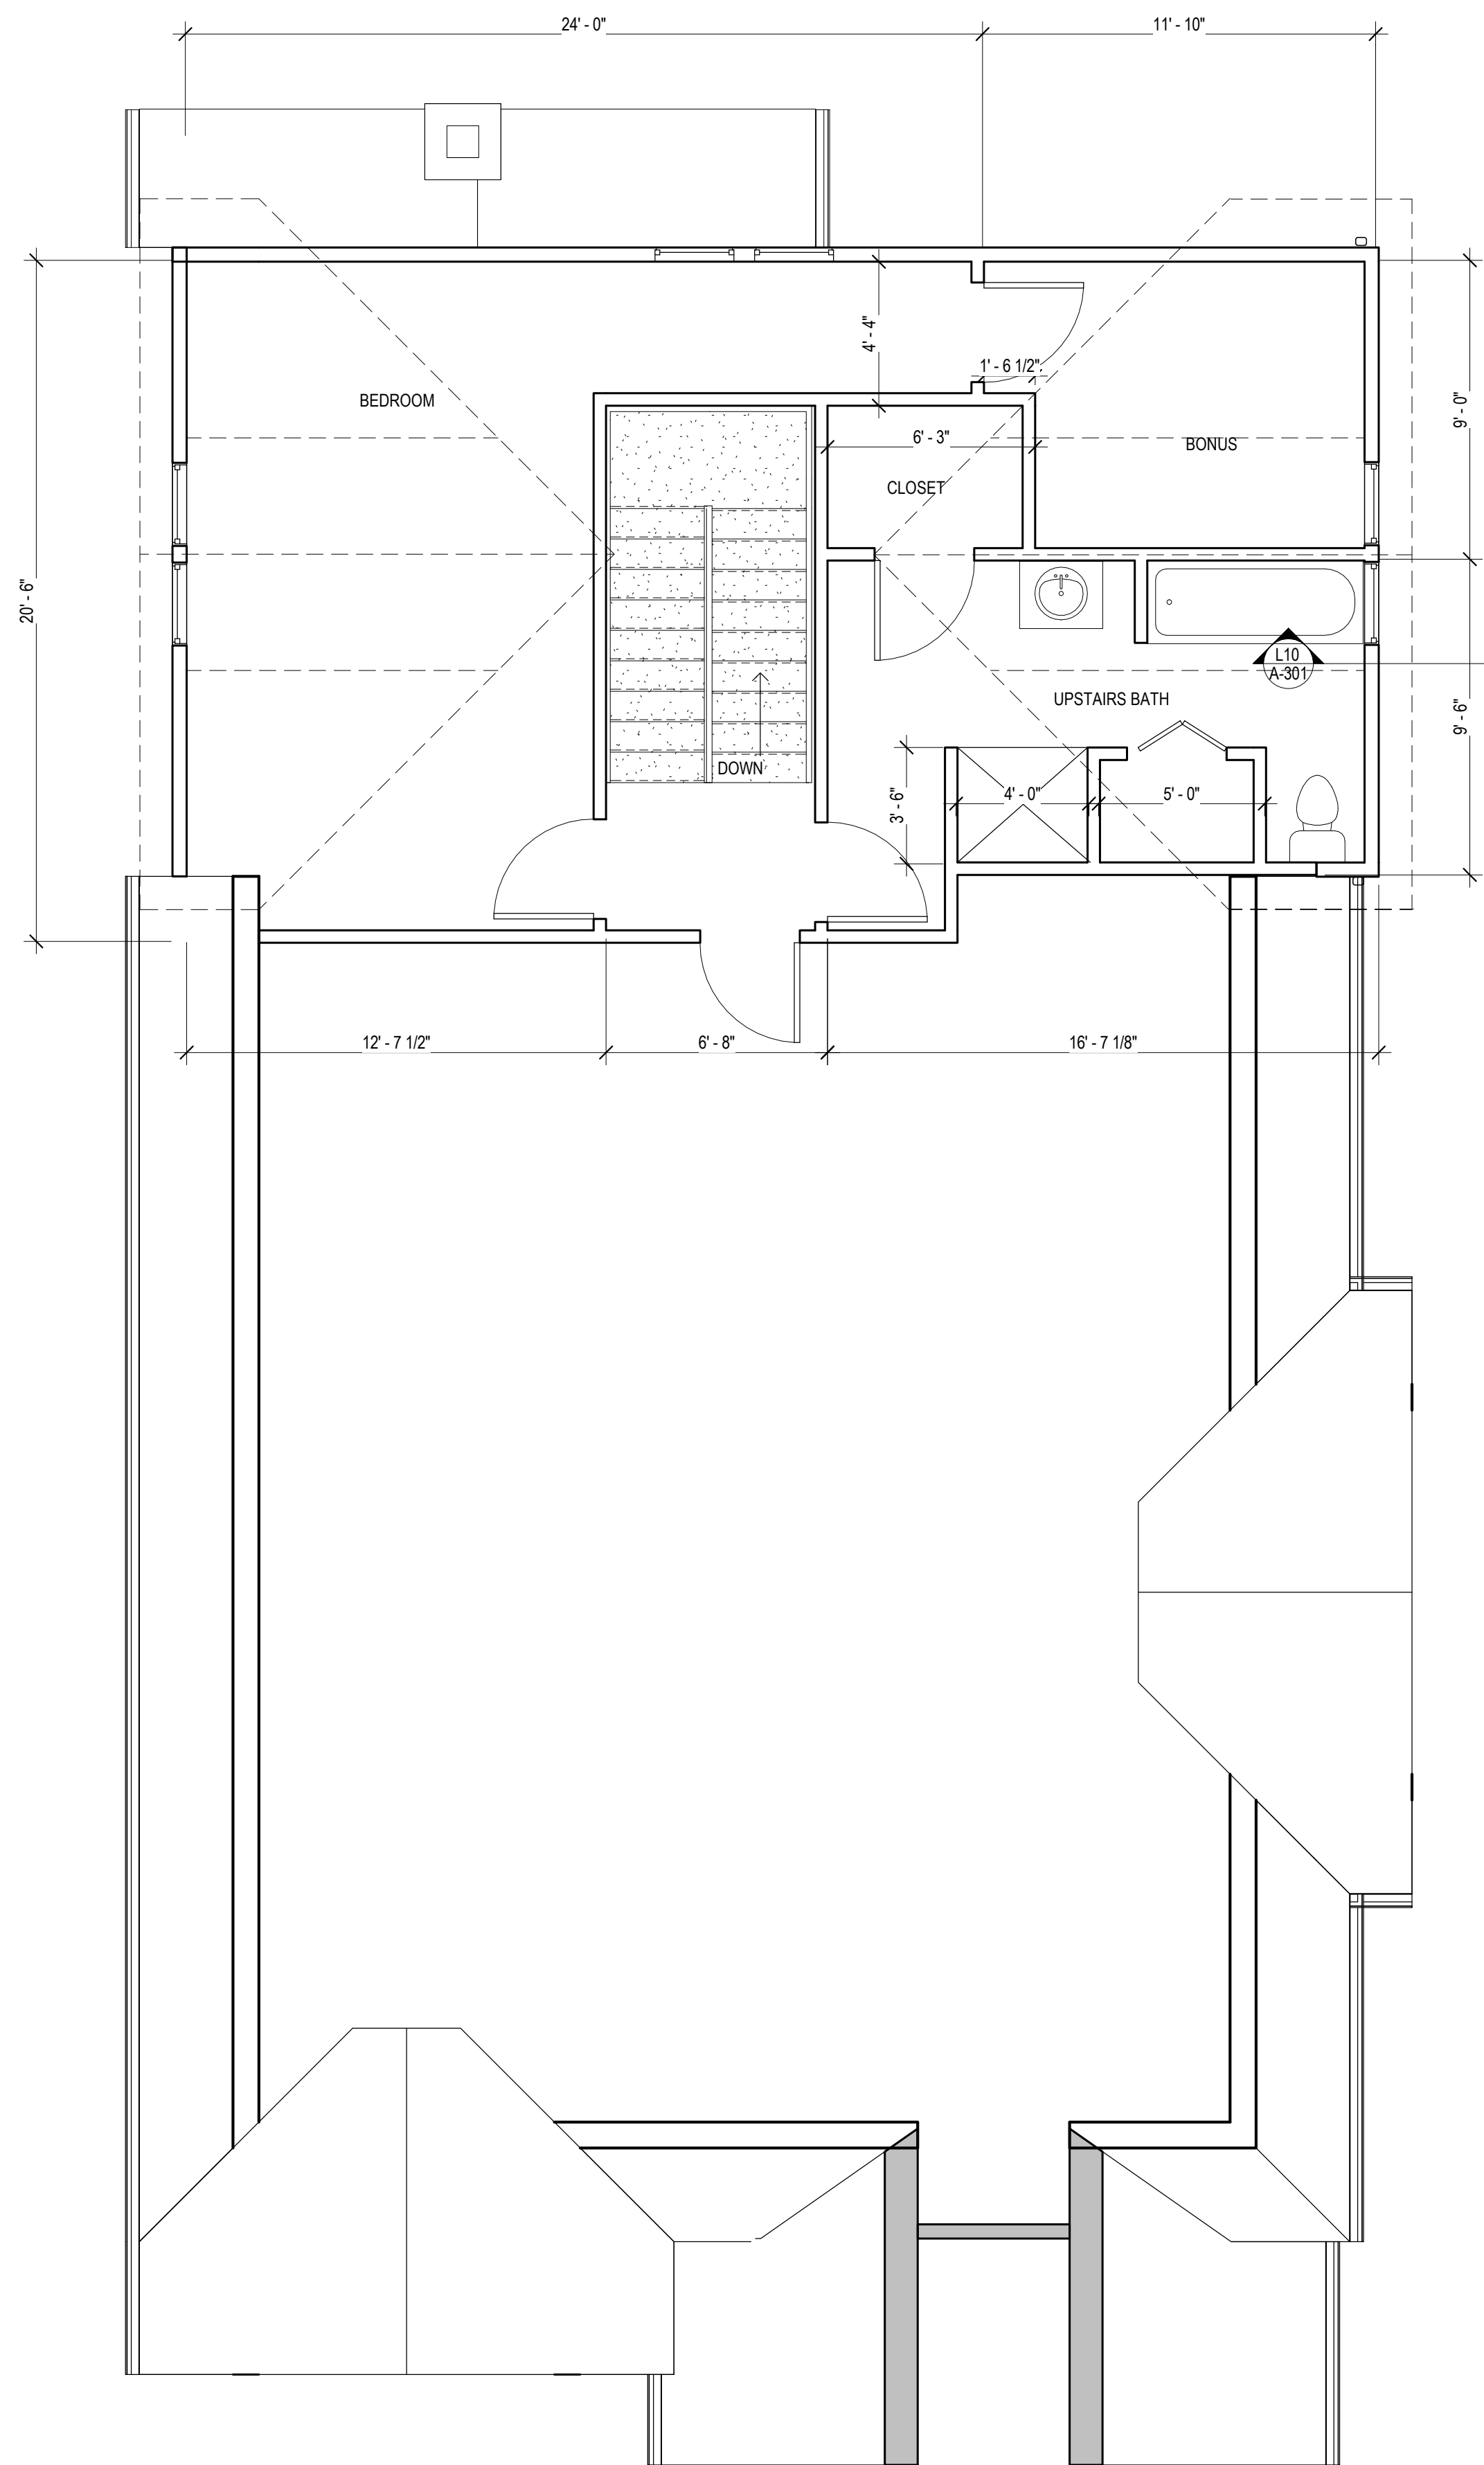 24' - 0"
11' - 10"
4' - 4"
1' - 6 1/2"
BEDROOM
9' - 0"
6' - 3"
BONUS
CLOSET
20' - 6"
L10
A-301
UPSTAIRS BATH
9' - 6"
DOWN
3' - 6"
4' - 0"
5' - 0"
12' - 7 1/2"
6' - 8"
16' - 7 1/8"